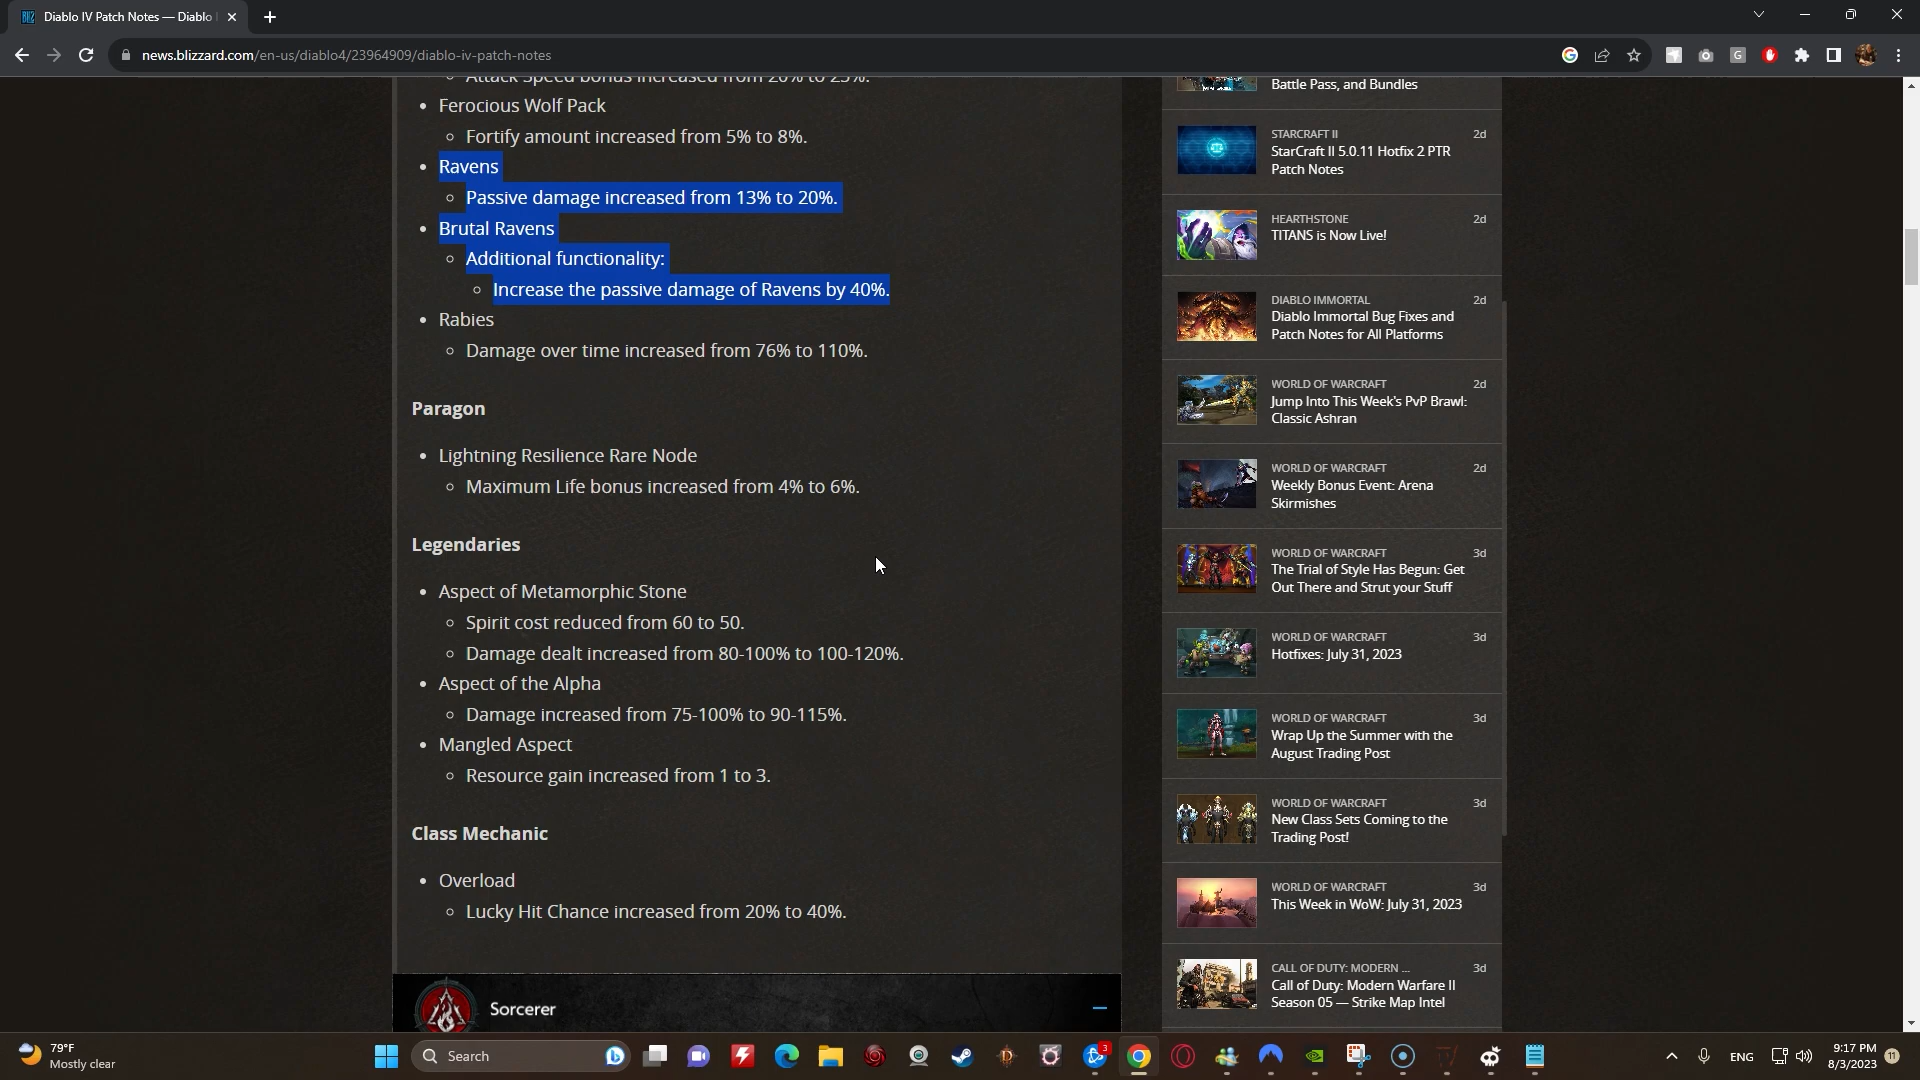 Diablo IV Patch Notes — Diablo
news.blizzard.com/en-us/diablo4/23964909/diablo-iv-patch-notes
Attack Speed bonus increased from 20% to 25%.
Ferocious Wolf Pack
Fortify amount increased from 5% to 8%.
Ravens
Passive damage increased from 13% to 20%.
Brutal Ravens
Additional functionality:
Increase the passive damage of Ravens by 40%.
Rabies
Damage over time increased from 76% to 110%.
Paragon
Lightning Resilience Rare Node
Maximum Life bonus increased from 4% to 6%.
Legendaries
Aspect of Metamorphic Stone
Spirit cost reduced from 60 to 50.
Damage dealt increased from 80-100% to 100-120%.
Aspect of the Alpha
Damage increased from 75-100% to 90-115%.
Mangled Aspect
Resource gain increased from 1 to 3.
Class Mechanic
Overload
Lucky Hit Chance increased from 20% to 40%.
Sorcerer
Battle Pass, and Bundles
STARCRAFT II 2d
StarCraft II 5.0.11 Hotfix 2 PTR
Patch Notes
HEARTHSTONE 2d
TITANS is Now Live!
DIABLO IMMORTAL 2d
Diablo Immortal Bug Fixes and
Patch Notes for All Platforms
WORLD OF WARCRAFT 2d
Jump Into This Week's PvP Brawl:
Classic Ashran
WORLD OF WARCRAFT 2d
Weekly Bonus Event: Arena
Skirmishes
WORLD OF WARCRAFT 3d
The Trial of Style Has Begun: Get
Out There and Strut your Stuff
WORLD OF WARCRAFT 3d
Hotfixes: July 31, 2023
WORLD OF WARCRAFT 3d
Wrap Up the Summer with the
August Trading Post
WORLD OF WARCRAFT 3d
New Class Sets Coming to the
Trading Post!
WORLD OF WARCRAFT 3d
This Week in WoW: July 31, 2023
CALL OF DUTY: MODERN ... 3d
Call of Duty: Modern Warfare II
Season 05 — Strike Map Intel
79°F
Mostly clear
Search
3
ENG
9:17 PM
8/3/2023
11